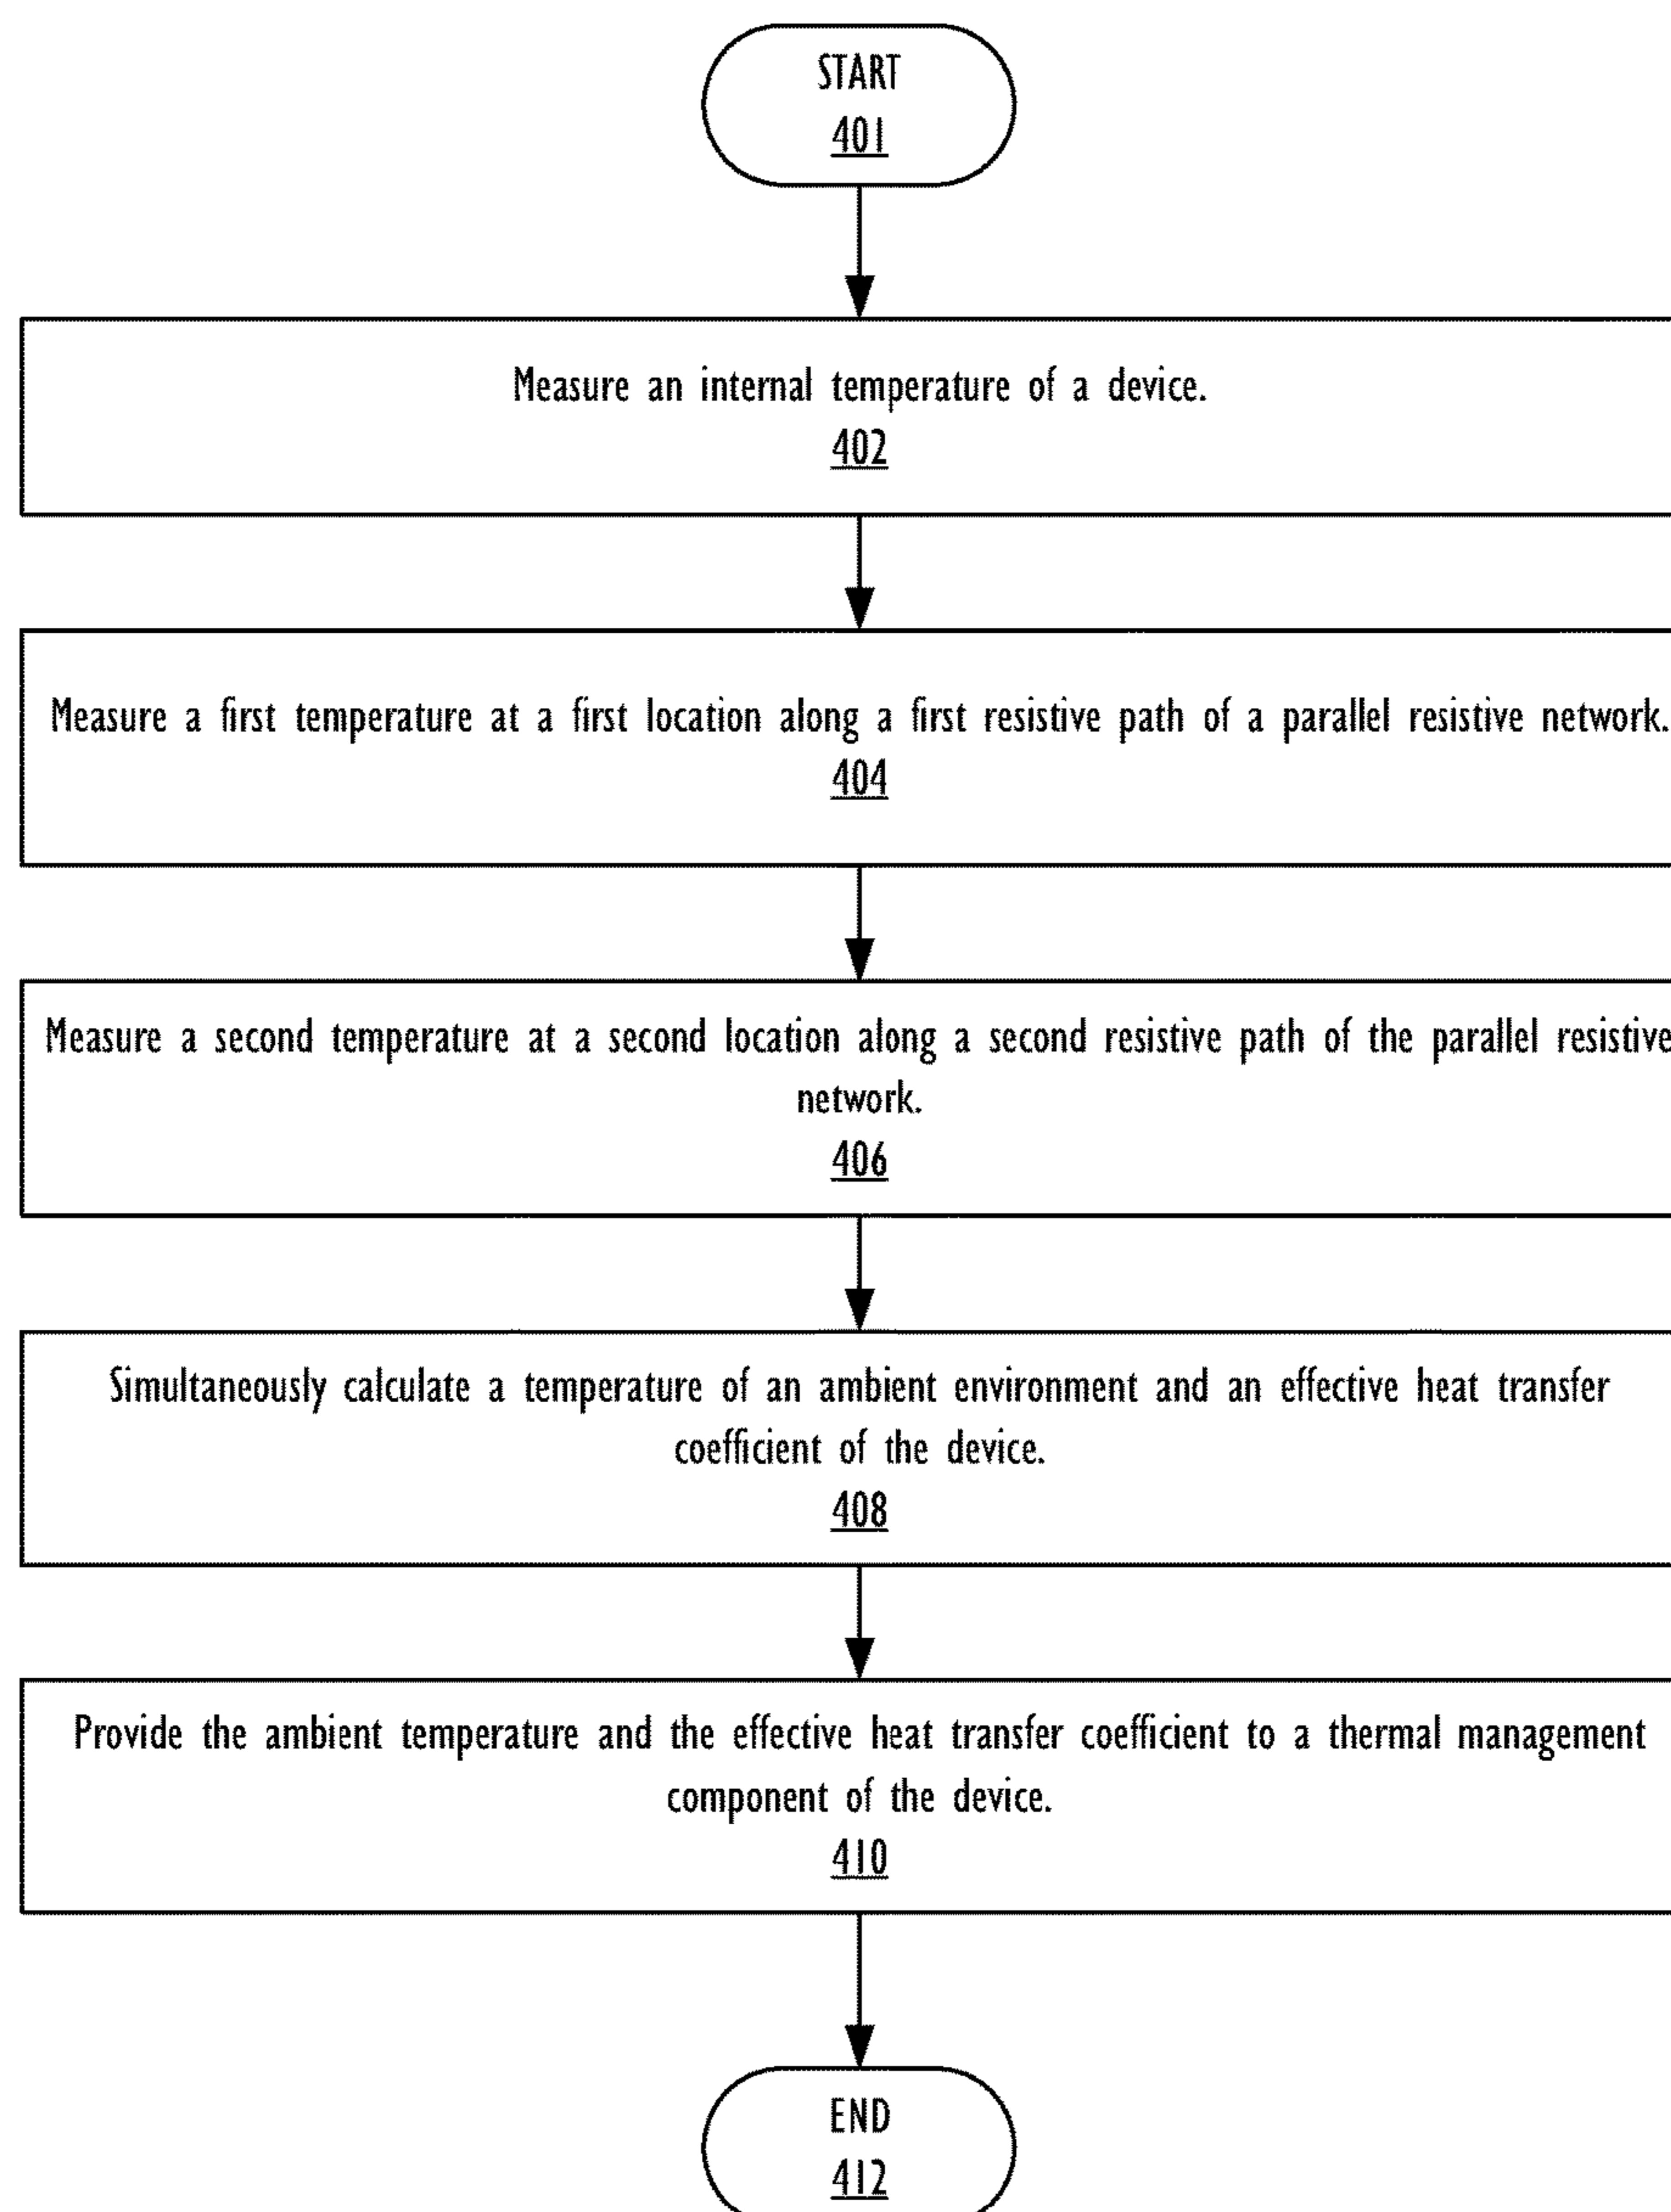 START
401
Measure an internal temperature of a device.
402
Measure a first temperature at a first location along a first resistive path of a parallel resistive network.
404
Measure a second temperature at a second location along a second resistive path of the parallel resistive
network.
406
Simultaneously calculate a temperature of an ambient environment and an effective heat transfer
coefficient of the device.
408
Provide the ambient temperature and the effective heat transfer coefficient to a thermal management
component of the device.
410
END
412